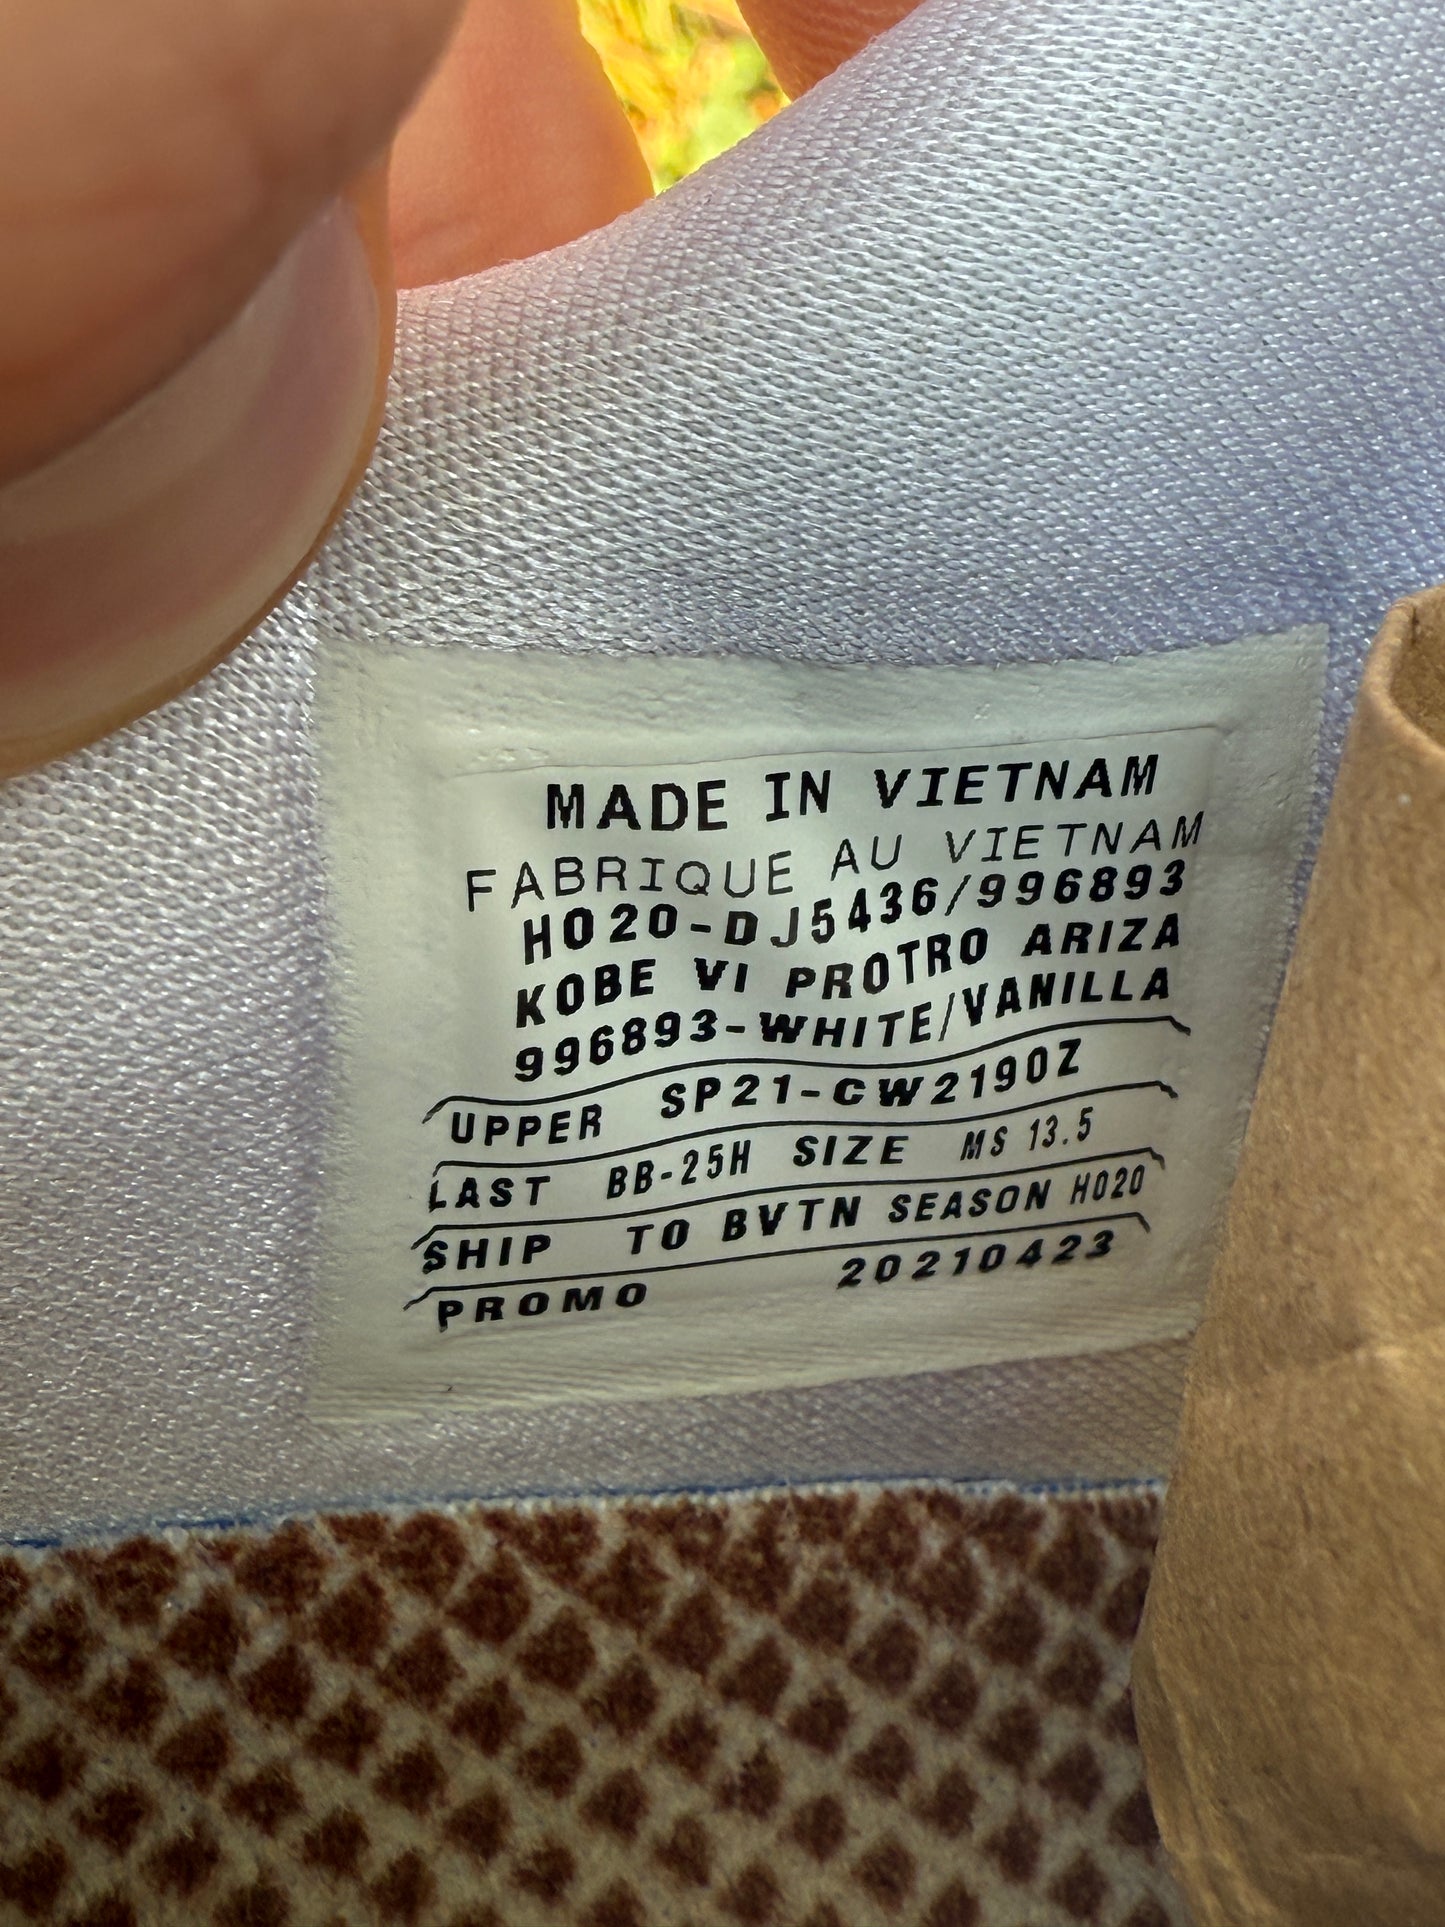 MADE IN VIETNAM
FABRIQUE AU VIETNAM
HO20-DJ5436/996893
KOBE VI PROTRO ARIZA
996893-WHITE/VANILLA
UPPER SP21-CW2190Z
LAST BB-25H SIZE MS 13.5
SHIP TO BVTN SEASON HO20
PROMO 20210423